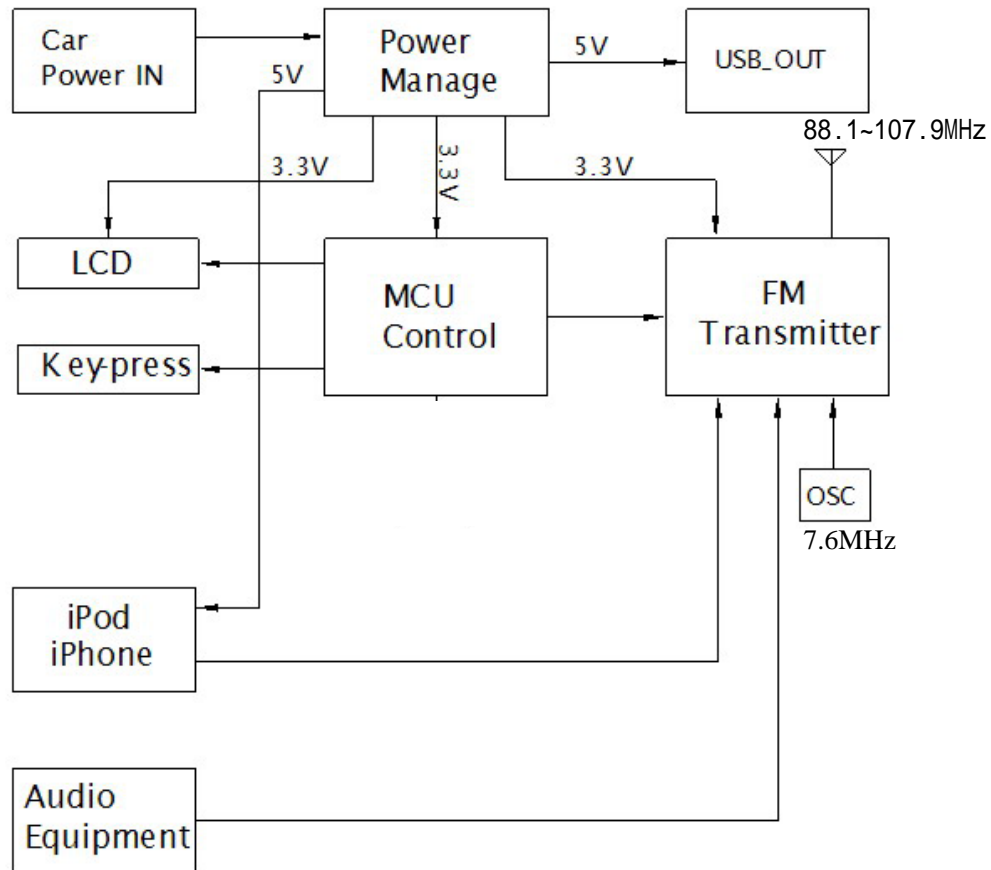 Car
Power IN
Power
Manage
5V
USB_OUT
5V
88.1~107.9MHz
3.3V
3.3V
3.3V
LCD
MCU
Control
FM
Transmitter
Key-press
OSC
7.6MHz
iPod
iPhone
Audio
Equipment